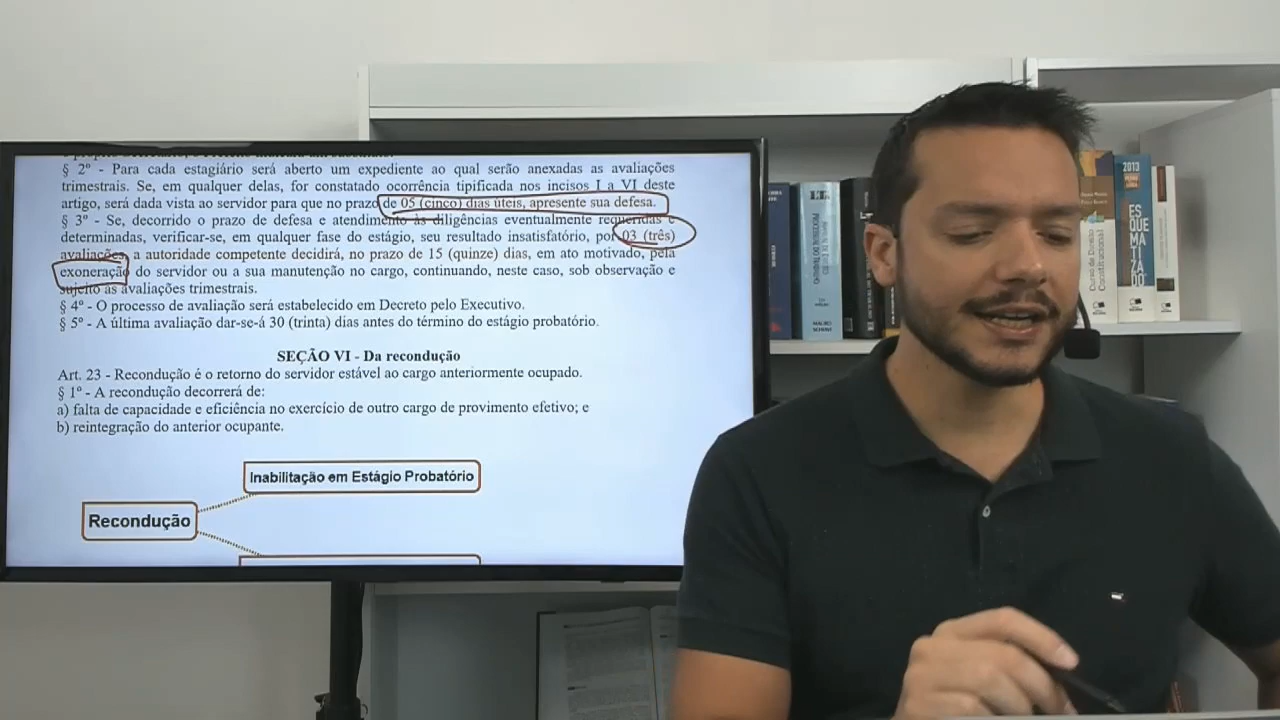 § 2º - Para cada estagiário será aberto um expediente ao qual serão anexadas as avaliações
trimestrais. Se, em qualquer delas, for constatado ocorrência tipificada nos incisos I a VI deste
artigo, será dada vista ao servidor para que no prazo de 05 (cinco) dias úteis, apresente sua defesa.
§ 3º - Se, decorrido o prazo de defesa e atendimento às diligências eventualmente requeridas e
determinadas, verificar-se, em qualquer fase do estágio, seu resultado insatisfatório, por 03 (três)
avaliações, a autoridade competente decidirá, no prazo de 15 (quinze) dias, em ato motivado, pela
exoneração do servidor ou a sua manutenção no cargo, continuando, neste caso, sob observação e
sujeito às avaliações trimestrais.
§ 4º - O processo de avaliação será estabelecido em Decreto pelo Executivo.
§ 5º - A última avaliação dar-se-á 30 (trinta) dias antes do término do estágio probatório.
SEÇÃO VI - Da recondução
Art. 23 - Recondução é o retorno do servidor estável ao cargo anteriormente ocupado.
§ 1º - A recondução decorrerá de:
a) falta de capacidade e eficiência no exercício de outro cargo de provimento efetivo; e
b) reintegração do anterior ocupante.
Inabilitação em Estágio Probatório
Recondução
LTr
MAURO
SCHIAVI
Curso de Direito
Constitucional
2013
ESQUEMATIZADO